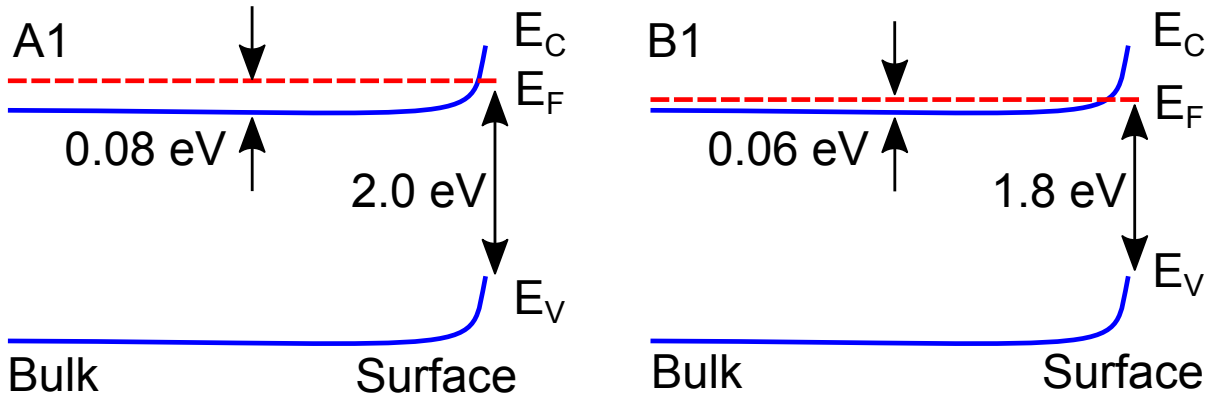 A1
E_C
E_F
0.08 eV
2.0 eV
E_V
Bulk
Surface
B1
E_C
E_F
0.06 eV
1.8 eV
E_V
Bulk
Surface